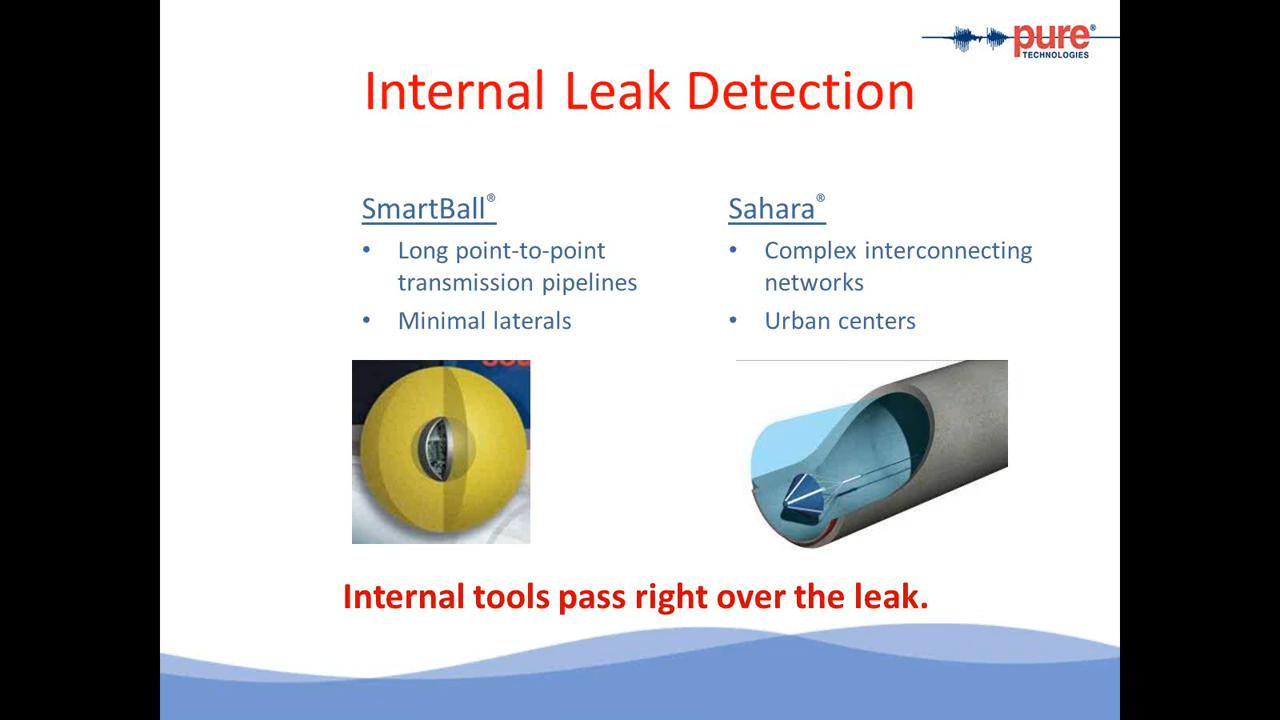 pure®
TECHNOLOGIES
Internal Leak Detection
SmartBall®
• Long point-to-point
transmission pipelines
• Minimal laterals
Sahara®
• Complex interconnecting
networks
• Urban centers
Internal tools pass right over the leak.